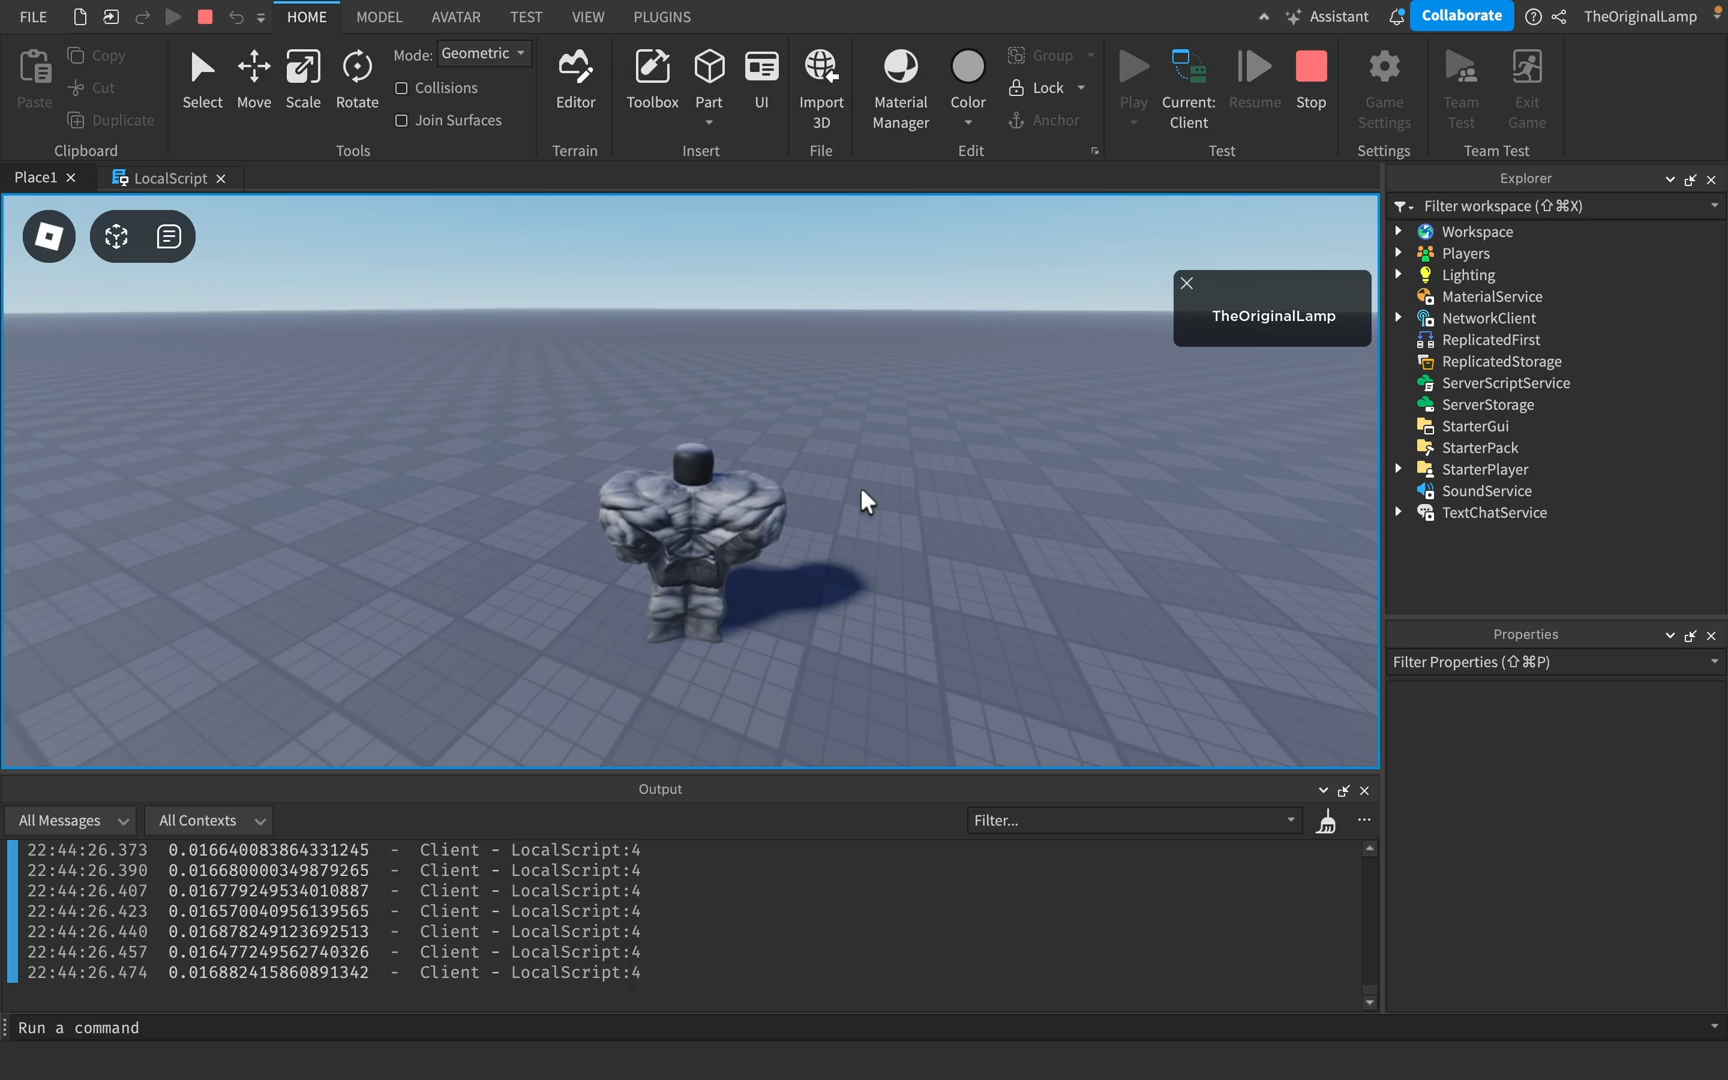 FILE
HOME
MODEL
AVATAR
TEST
VIEW
PLUGINS
Assistant
Collaborate
TheOriginalLamp
Paste
Copy
Cut
Duplicate
Clipboard
Select
Move
Scale
Rotate
Mode: Geometric
Collisions
Join Surfaces
Tools
Editor
Terrain
Toolbox
Part
UI
Insert
Import
3D
File
Material
Manager
Color
Group
Lock
Anchor
Edit
Play
Current:
Client
Resume
Stop
Test
Game
Settings
Settings
Team
Test
Exit
Game
Team Test
Place1
LocalScript
TheOriginalLamp
Explorer
Filter workspace (⇧⌘X)
Workspace
Players
Lighting
MaterialService
NetworkClient
ReplicatedFirst
ReplicatedStorage
ServerScriptService
ServerStorage
StarterGui
StarterPack
StarterPlayer
SoundService
TextChatService
Properties
Filter Properties (⇧⌘P)
Output
All Messages
All Contexts
Filter...
22:44:26.373 0.016640083864331245 - Client - LocalScript:4
22:44:26.390 0.016680000349879265 - Client - LocalScript:4
22:44:26.407 0.016779249534010887 - Client - LocalScript:4
22:44:26.423 0.016570040956139565 - Client - LocalScript:4
22:44:26.440 0.016878249123692513 - Client - LocalScript:4
22:44:26.457 0.016477249562740326 - Client - LocalScript:4
22:44:26.474 0.016882415860891342 - Client - LocalScript:4
Run a command